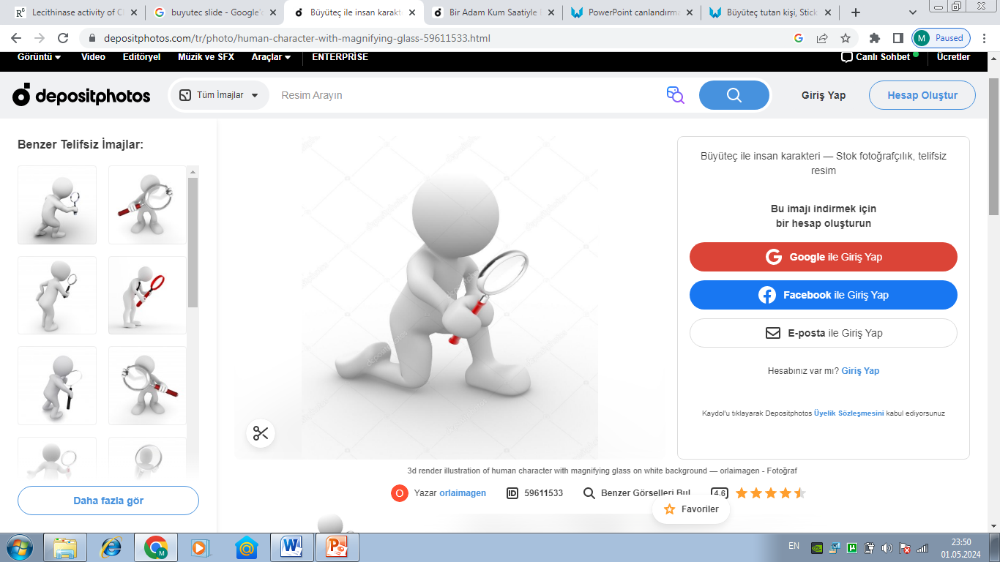 Lecithinase activity of C
buyutec slide - Google'd
Büyüteç ile insan karakte
Bir Adam Kum Saatiyle
PowerPoint canlandırma
Büyüteç tutan kişi, Stick
depositphotos.com/tr/photo/human-character-with-magnifying-glass-59611533.html
M Paused
Görüntü Video Editöryel Müzik ve SFX Araçlar ENTERPRİSE Canlı Sohbet Ücretler
depositphotos Tüm İmajlar Resim Arayın Giriş Yap Hesap Oluştur
Benzer Telifsiz İmajlar:
Daha fazla gör
Büyüteç ile insan karakteri — Stok fotoğrafçılık, telifsiz
resim
Bu imajı indirmek için
bir hesap oluşturun
Google ile Giriş Yap
Facebook ile Giriş Yap
E-posta ile Giriş Yap
Hesabınız var mı? Giriş Yap
Kaydol'u tıklayarak Depositphotos Üyelik Sözleşmesini kabul ediyorsunuz
3d render illustration of human character with magnifying glass on white background — orlaimagen - Fotoğraf
O Yazar orlaimagen ID 59611533 Benzer Görselleri Bul 4.6
Favoriler
EN
23:50
01.05.2024